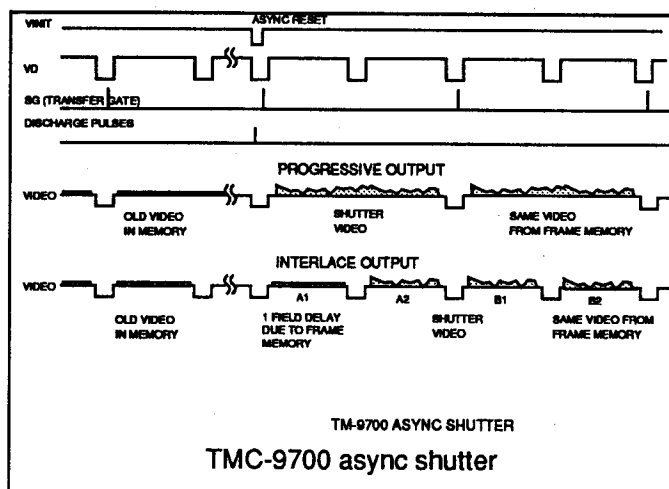 VINIT
ASYNC RESET
VD
SG (TRANSFER GATE)
DISCHARGE PULSES
PROGRESSIVE OUTPUT
VIDEO
OLD VIDEO
IN MEMORY
SHUTTER
VIDEO
SAME VIDEO
FROM FRAME MEMORY
INTERLACE OUTPUT
VIDEO
A1
A2
B1
B2
OLD VIDEO
IN MEMORY
1 FIELD DELAY
DUE TO FRAME
MEMORY
SHUTTER
VIDEO
SAME VIDEO FROM
FRAME MEMORY
TM-9700 ASYNC SHUTTER
TMC-9700 async shutter